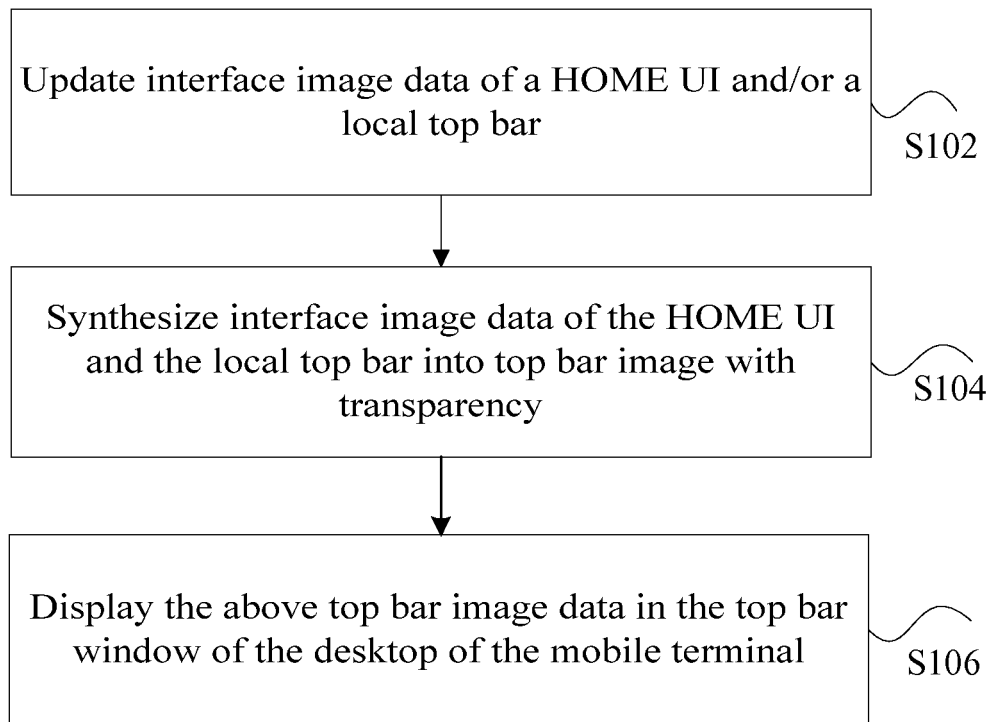 Update interface image data of a HOME UI and/or a
local top bar
S102
Synthesize interface image data of the HOME UI
and the local top bar into top bar image with
transparency
S104
Display the above top bar image data in the top bar
window of the desktop of the mobile terminal
S106